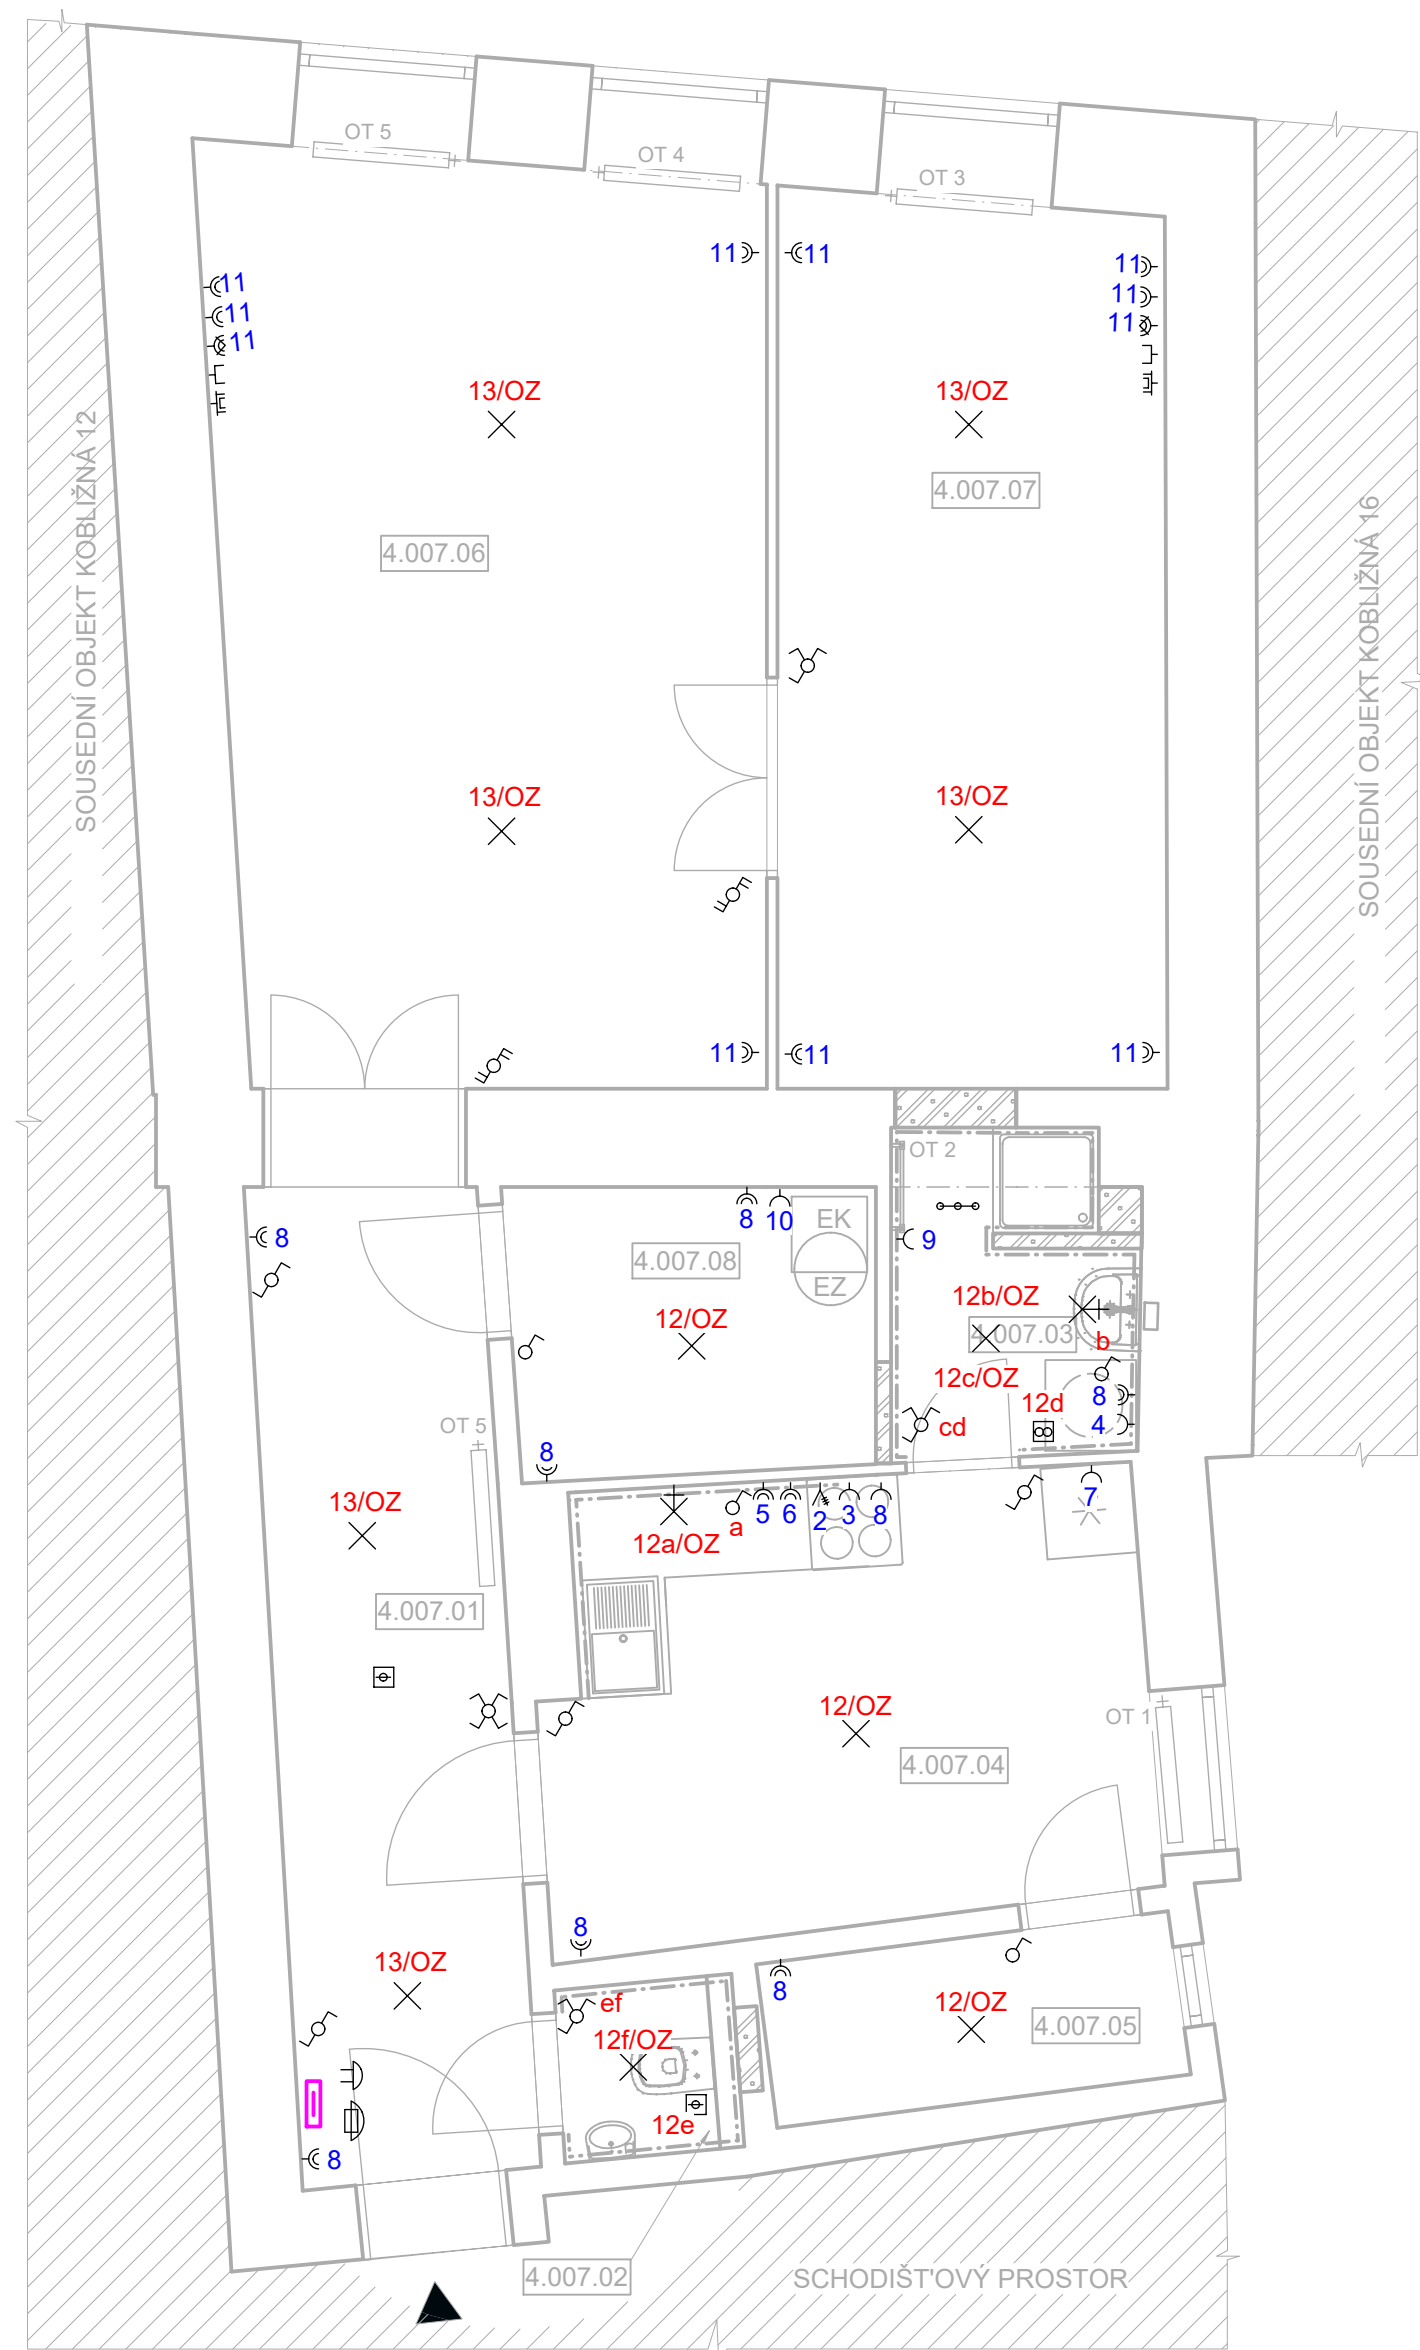 OT 5
OT 4
OT 3
11
11
11
11
11
11
11
11
13/OZ
13/OZ
SOUSEDNÍ OBJEKT KOBLIŽNÁ 12
4.007.07
SOUSEDNÍ OBJEKT KOBLIŽNÁ 16
4.007.06
13/OZ
13/OZ
11
11
11
OT 2
8
8
10
EK
9
4.007.08
EZ
12b/OZ
12/OZ
4.007.03
b
12c/OZ
8
12d
OT 5
cd
4
8
13/OZ
5
6
2
3
8
7
a
12a/OZ
4.007.01
12/OZ
OT 1
4.007.04
8
13/OZ
8
ef
12/OZ
4.007.05
12f/OZ
12e
8
4.007.02
SCHODIŠŤOVÝ PROSTOR